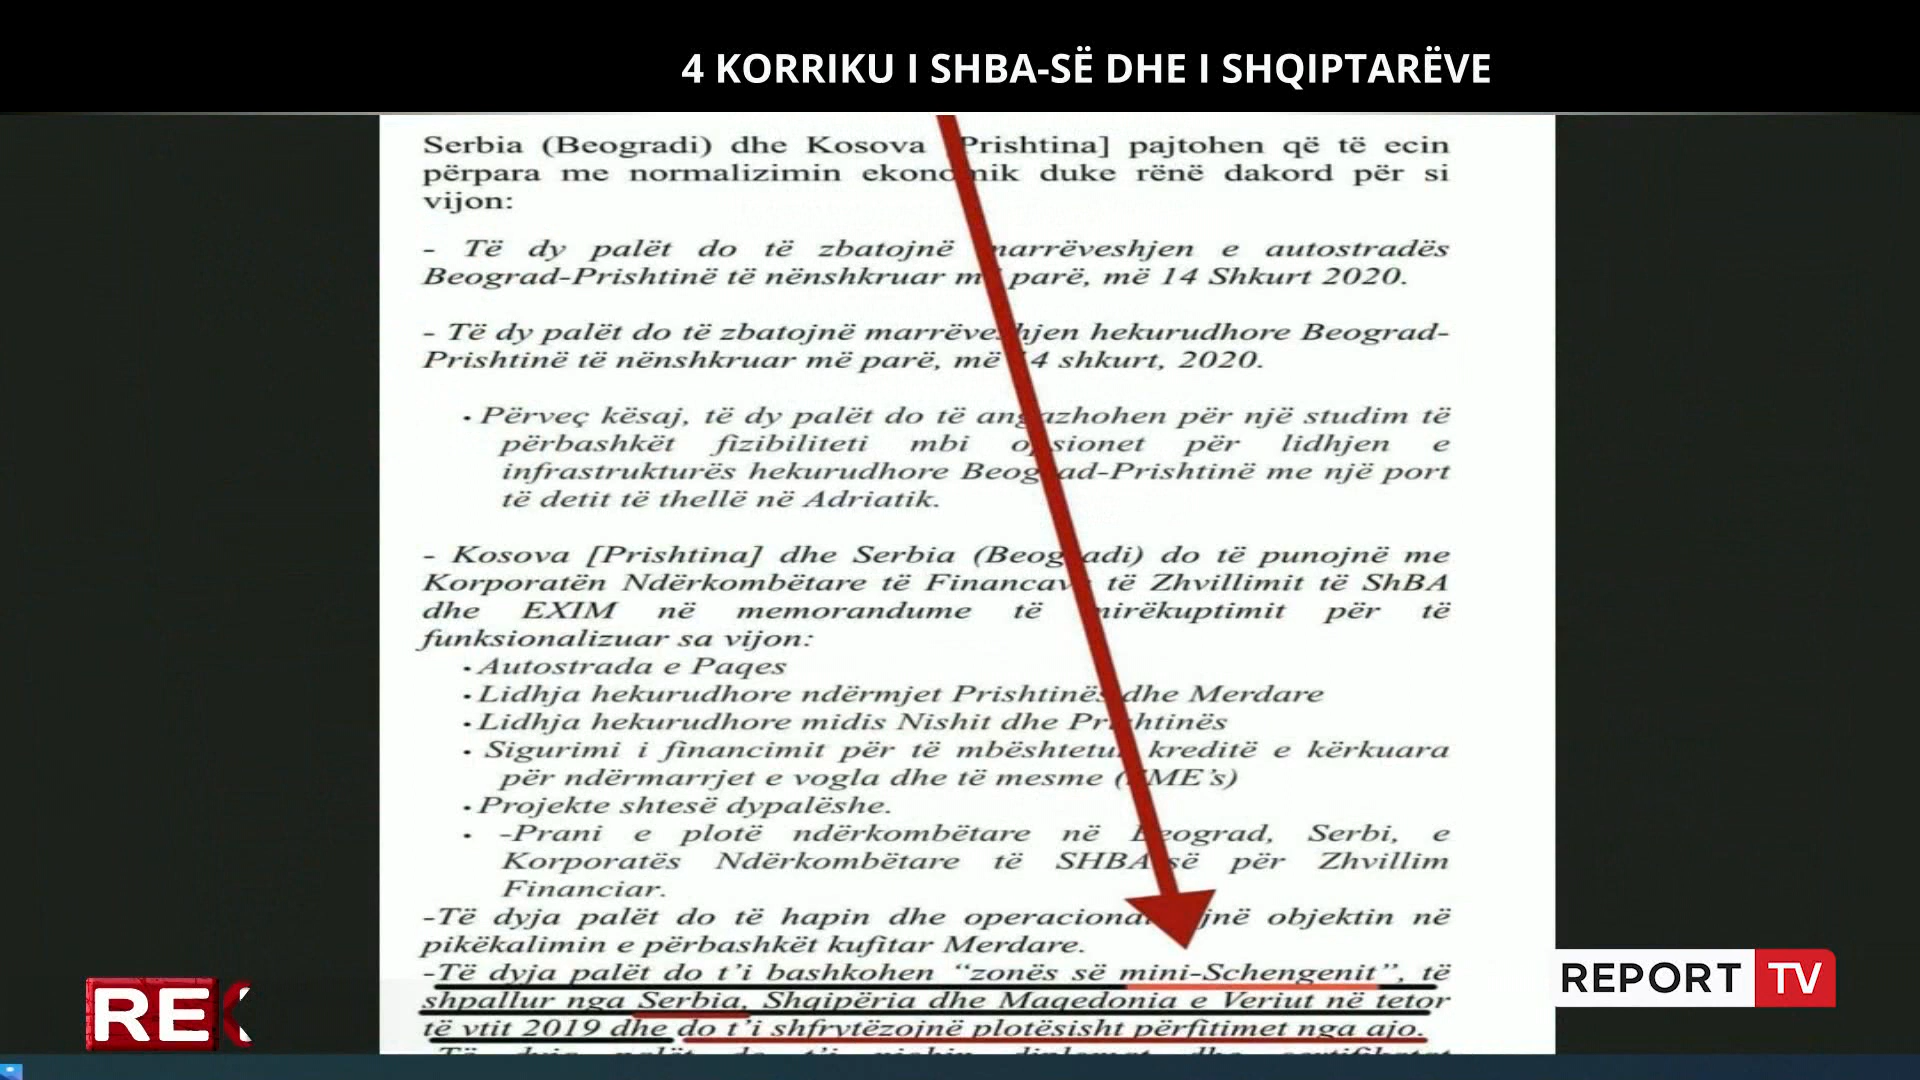 4 KORRIKU I SHBA-SË DHE I SHQIPTARËVE
Serbia (Beogradi) dhe Kosova Prishtina] pajtohen që të ecin
përpara me normalizimin ekonomik duke rënë dakord për si
vijon:
- Të dy palët do të zbatojnë marrëveshjen e autostradës
Beograd-Prishtinë të nënshkruar më parë, më 14 Shkurt 2020.
- Të dy palët do të zbatojnë marrëveshjen hekurudhore Beograd-
Prishtinë të nënshkruar më parë, më 14 shkurt, 2020.
• Përveç kësaj, të dy palët do të angazhohen për një studim të
përbashkët fizibiliteti mbi opsionet për lidhjen e
infrastrukturës hekurudhore Beograd-Prishtinë me një port
të detit të thellë në Adriatik.
- Kosova [Prishtina] dhe Serbia (Beogradi) do të punojnë me
Korporatën Ndërkombëtare të Financave të Zhvillimit të ShBA
dhe EXIM në memorandume të mirëkuptimit për të
funksionalizuar sa vijon:
• Autostrada e Paqes
• Lidhja hekurudhore ndërmjet Prishtinës dhe Merdare
• Lidhja hekurudhore midis Nishit dhe Prishtinës
• Sigurimi i financimit për të mbështetur kreditë e kërkuara
për ndërmarrjet e vogla dhe të mesme (SME's)
• Projekte shtesë dypalëshe.
• -Prani e plotë ndërkombëtare në Beograd, Serbi, e
Korporatës Ndërkombëtare të SHBA-së për Zhvillim
Financiar.
-Të dyja palët do të hapin dhe operacionalizojnë objektin në
pikëkalimin e përbashkët kufitar Merdare.
-Të dyja palët do t'i bashkohen “zonës së mini-Schengenit”, të
shpallur nga Serbia, Shqipëria dhe Maqedonia e Veriut në tetor
të vtit 2019 dhe do t'i shfrytëzojnë plotësisht përfitimet nga ajo.
REPORT TV
RE